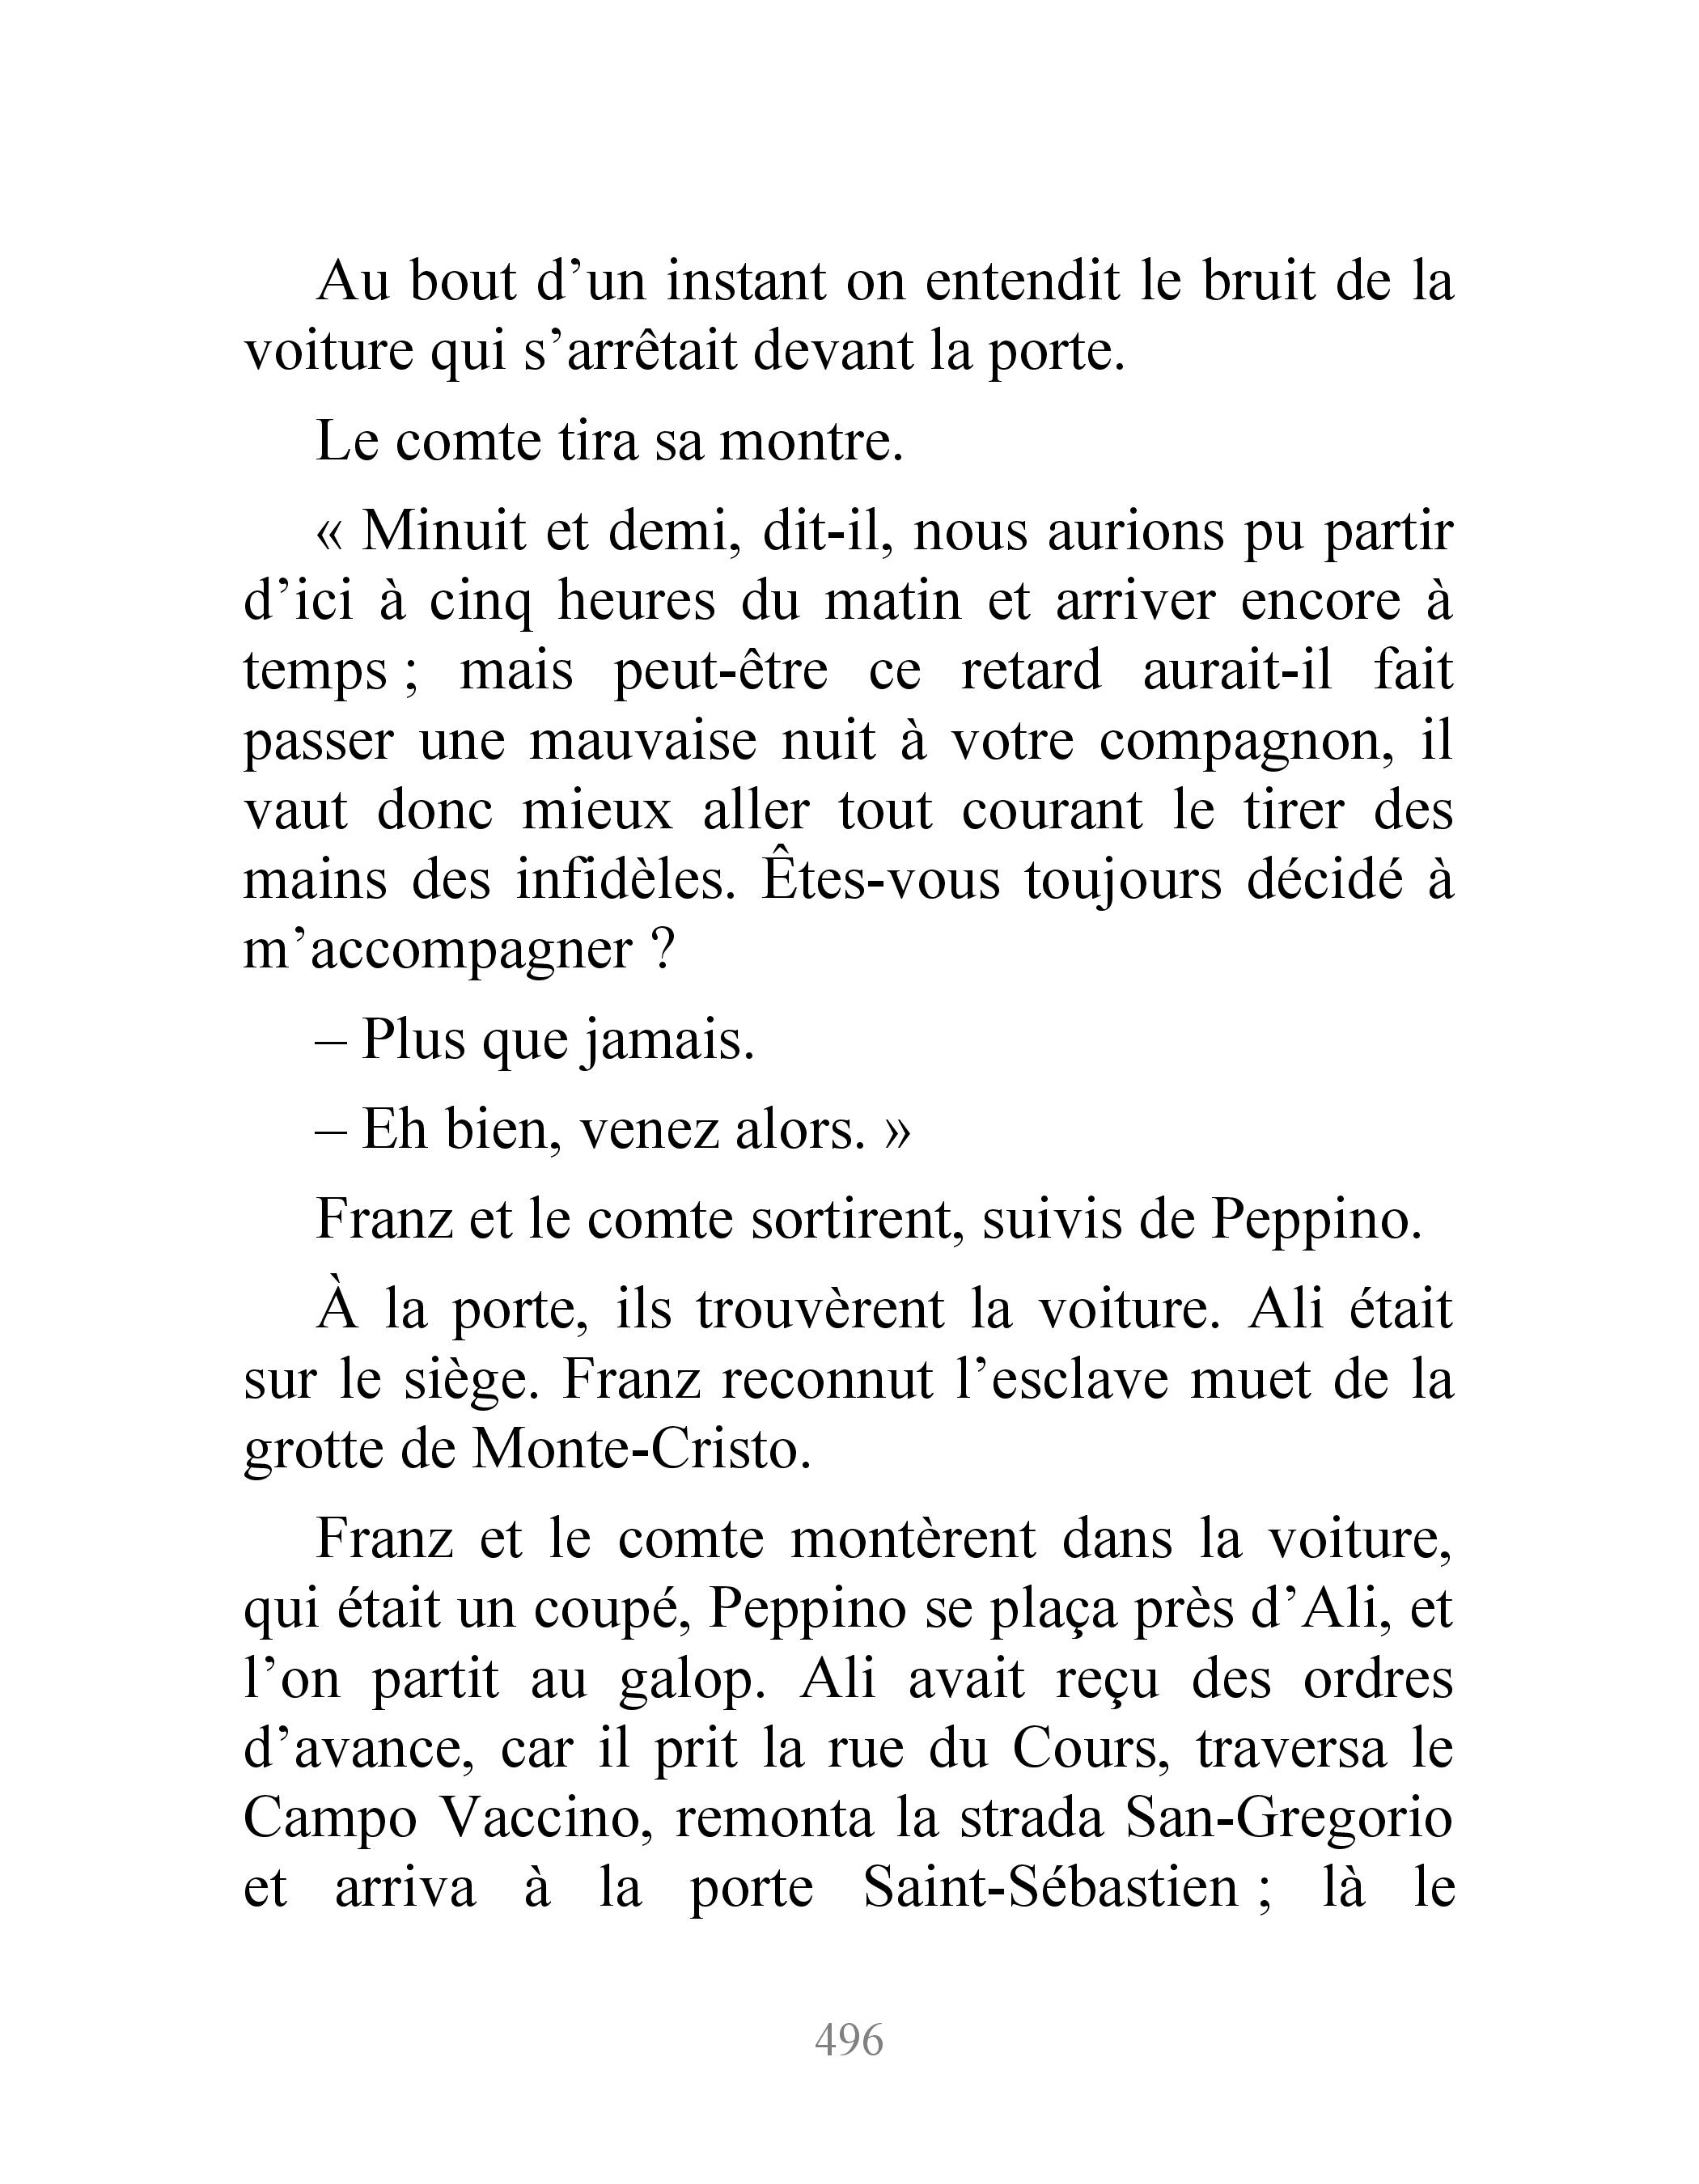 Au bout d’un instant on entendit le bruit de la
voiture qui s’arrêtait devant la porte.
Le comte tira sa montre.
« Minuit et demi, dit-il, nous aurions pu partir
d’ici à cinq heures du matin et arriver encore à
temps ; mais peut-être ce retard aurait-il fait
passer une mauvaise nuit à votre compagnon, il
vaut donc mieux aller tout courant le tirer des
mains des infidèles. Êtes-vous toujours décidé à
m’accompagner ?
– Plus que jamais.
– Eh bien, venez alors. »
Franz et le comte sortirent, suivis de Peppino.
À la porte, ils trouvèrent la voiture. Ali était
sur le siège. Franz reconnut l’esclave muet de la
grotte de Monte-Cristo.
Franz et le comte montèrent dans la voiture,
qui était un coupé, Peppino se plaça près d’Ali, et
l’on partit au galop. Ali avait reçu des ordres
d’avance, car il prit la rue du Cours, traversa le
Campo Vaccino, remonta la strada San-Gregorio
et arriva à la porte Saint-Sébastien ; là le
496